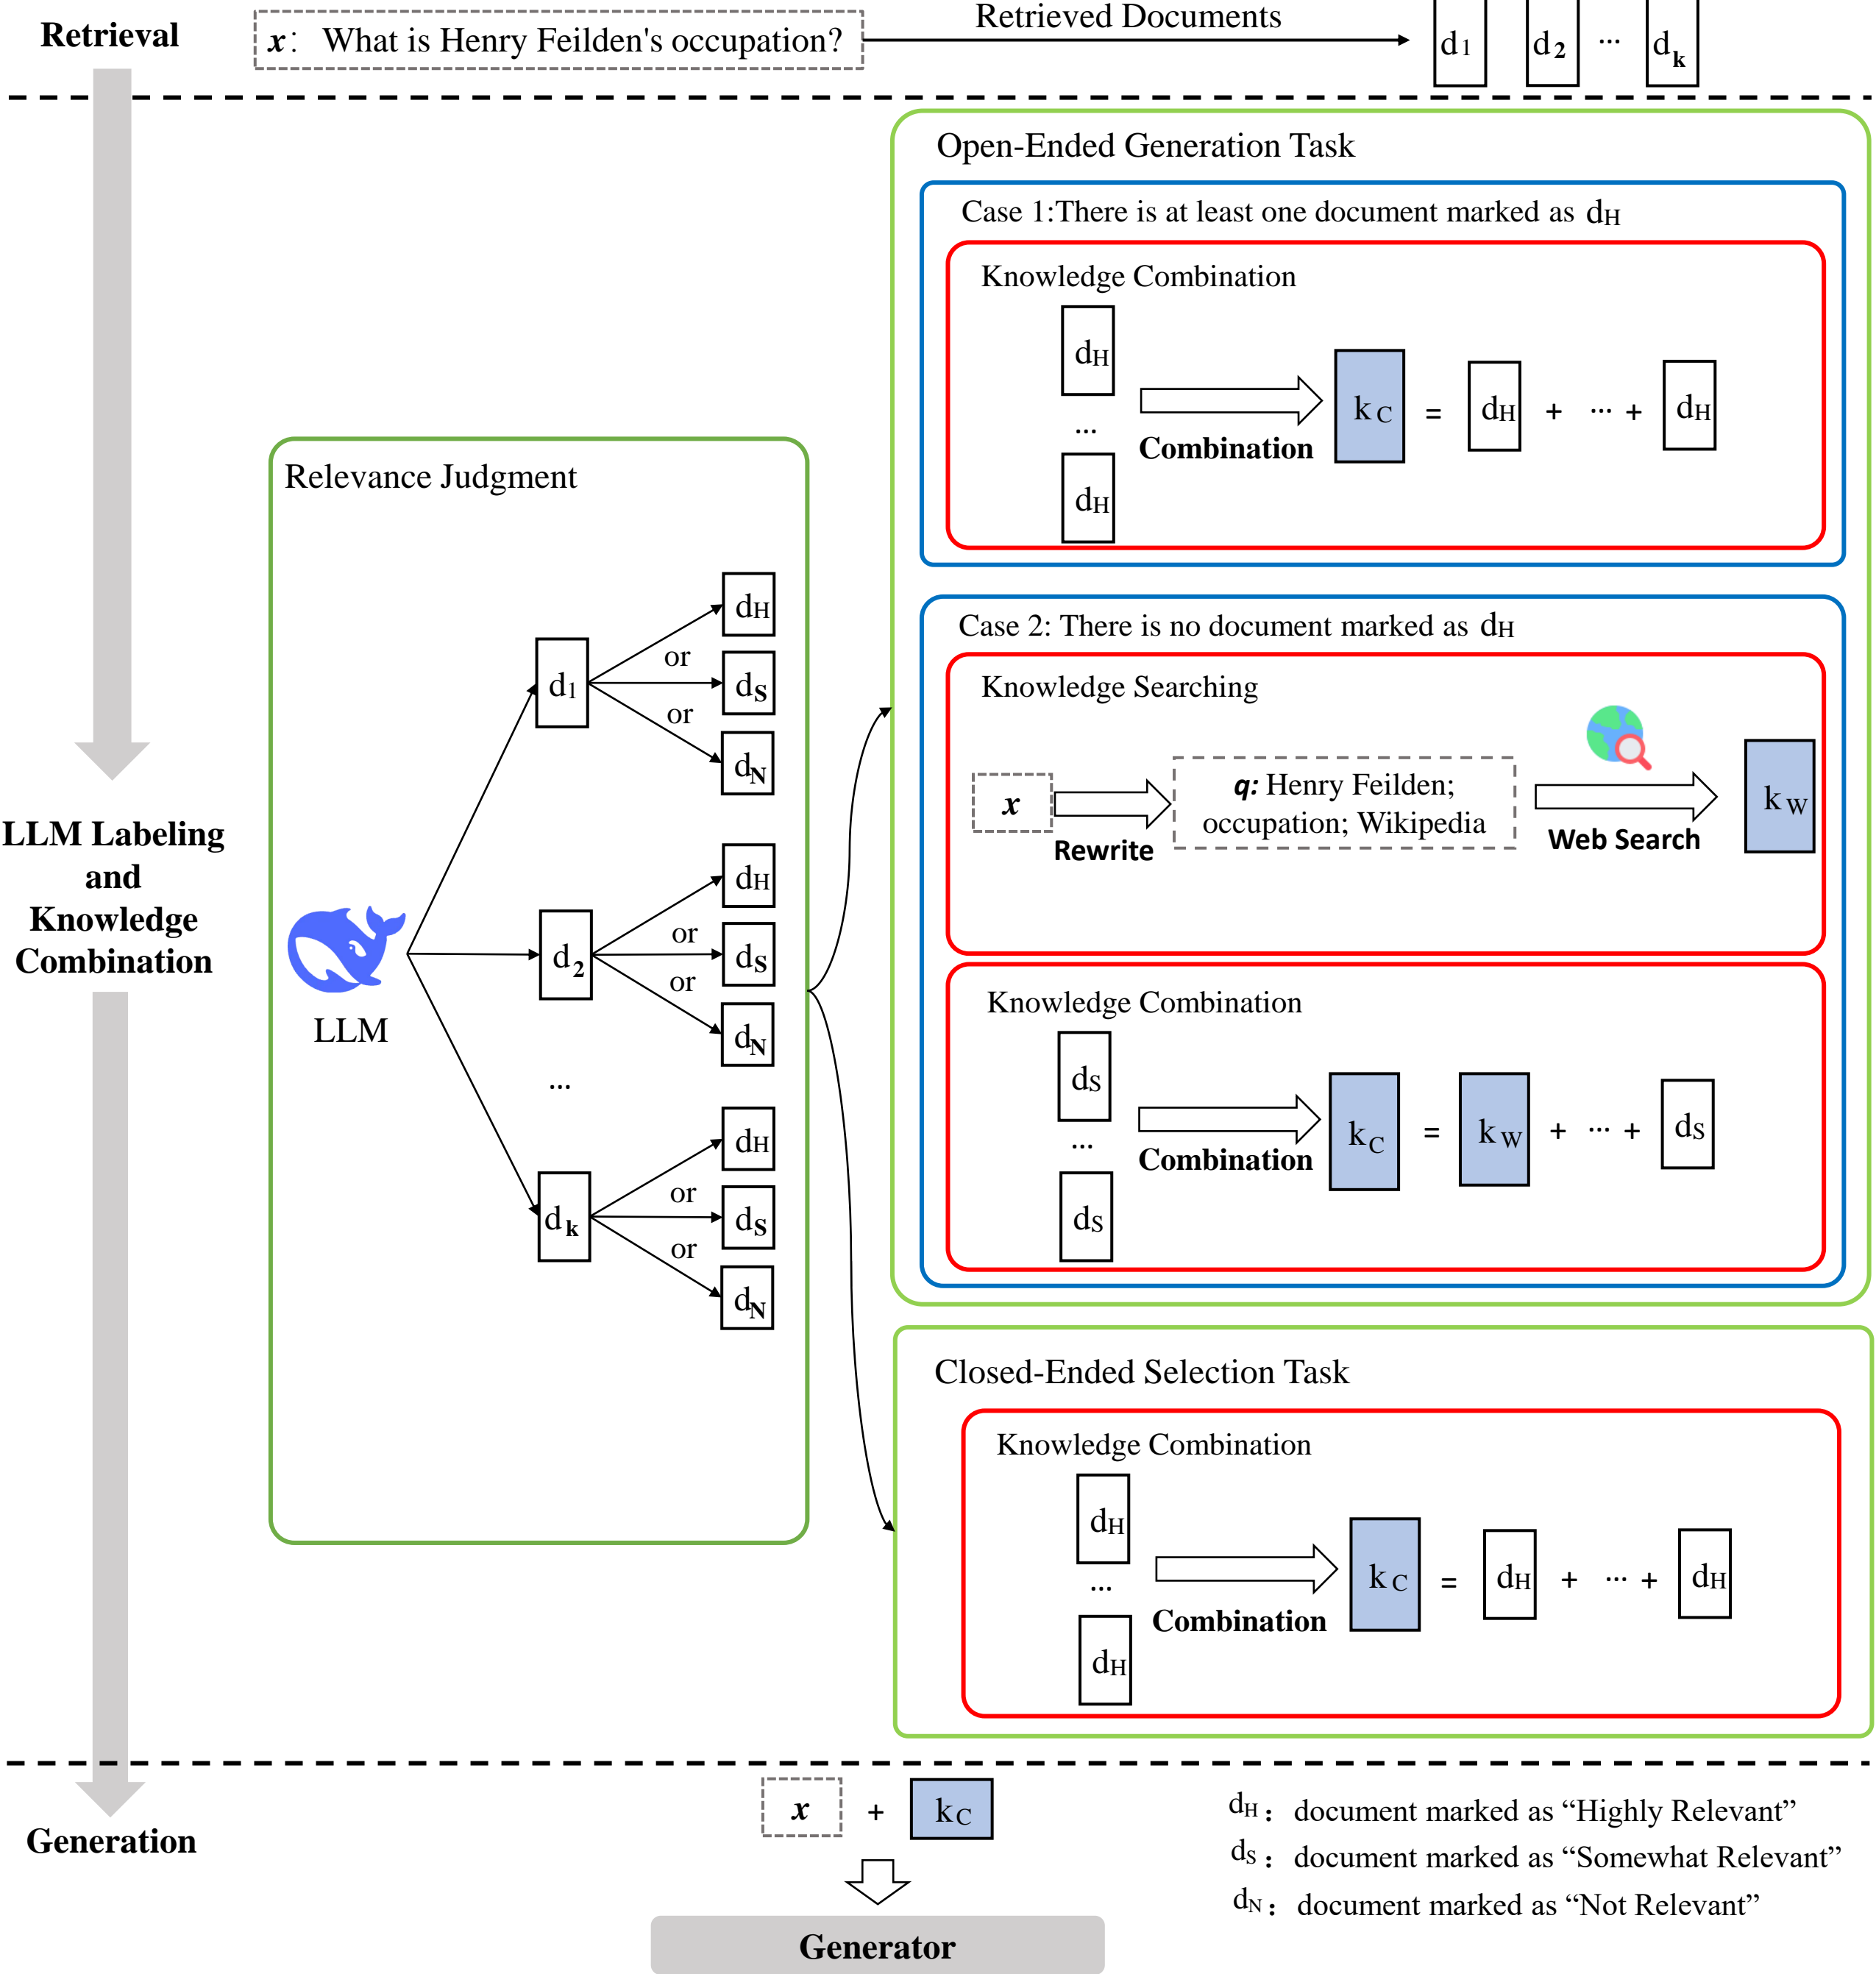 Retrieval
x: What is Henry Feilden's occupation?
Retrieved Documents
d1 d2 ... dk
Open-Ended Generation Task
Case 1:There is at least one document marked as dH
Knowledge Combination
dH
...
dH
Combination
kC = dH + ... + dH
Relevance Judgment
LLM
d1
dH
or
dS
or
dN
d2
dH
or
dS
or
dN
...
dk
dH
or
dS
or
dN
Case 2: There is no document marked as dH
Knowledge Searching
x
Rewrite
q: Henry Feilden;
occupation; Wikipedia
Web Search
kW
LLM Labeling
and
Knowledge
Combination
Knowledge Combination
dS
...
dS
Combination
kC = kW + ... + dS
Closed-Ended Selection Task
Knowledge Combination
dH
...
dH
Combination
kC = dH + ... + dH
Generation
x + kC
Generator
dH: document marked as “Highly Relevant”
dS: document marked as “Somewhat Relevant”
dN: document marked as “Not Relevant”